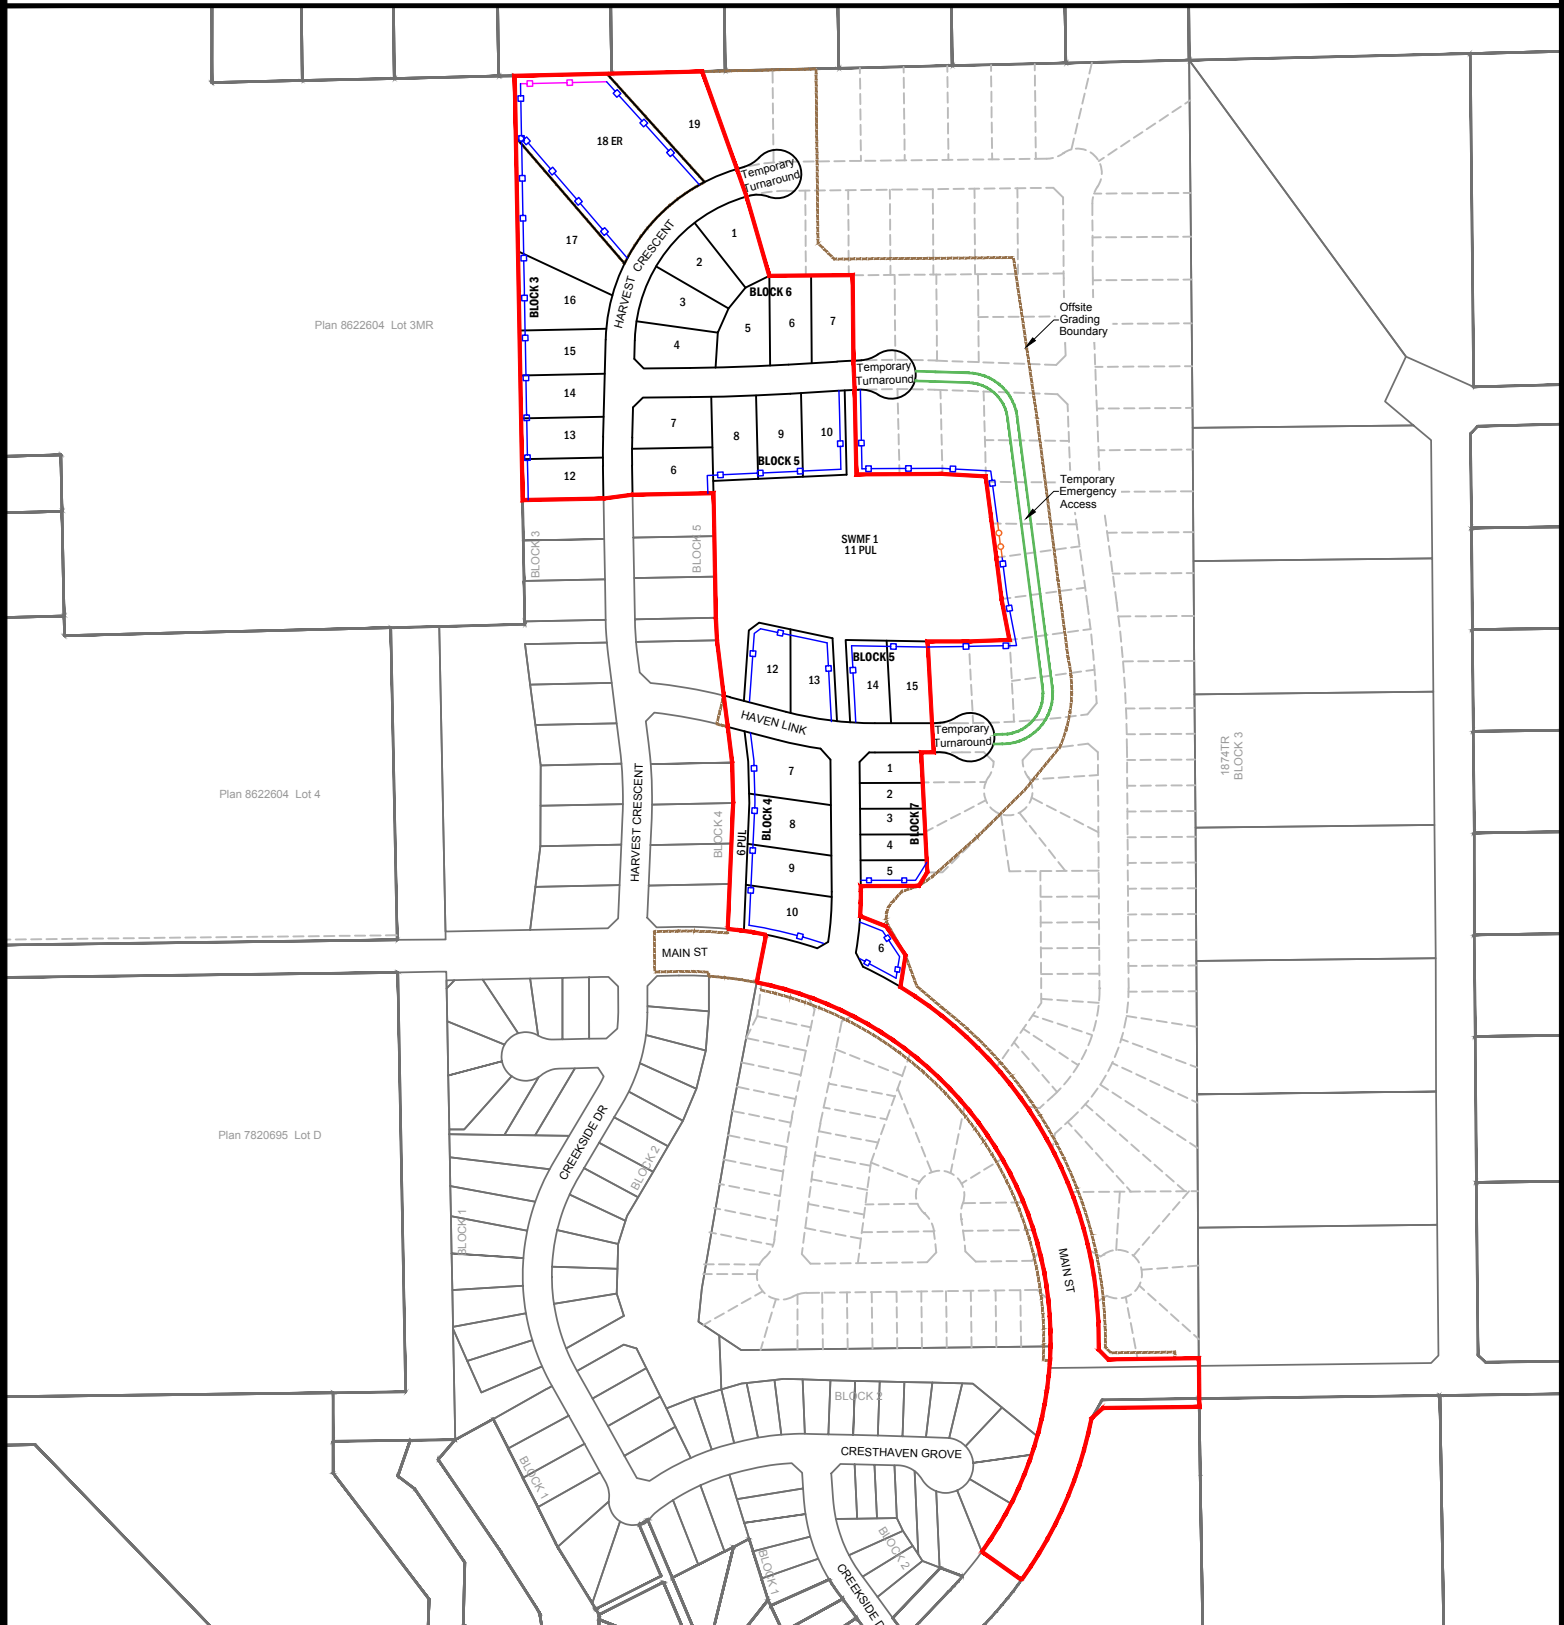 19
18 ER
Temporary
Turnaround
1
17
2
HARVEST CRESCENT
BLOCK 3
16
3
BLOCK 6
5
6
7
Offsite
Grading
Boundary
Plan 8622604 Lot 3MR
15
4
Temporary
Turnaround
14
7
8
9
10
13
BLOCK 5
12
6
Temporary
Emergency
Access
BLOCK 3
BLOCK 5
SWMF 1
11 PUL
12
13
BLOCK 5
14
15
HAVEN LINK
Temporary
Turnaround
1874TR
BLOCK 3
Plan 8622604 Lot 4
HARVEST CRESCENT
BLOCK 4
6 PUL
BLOCK 4
7
8
9
10
1
2
3
4
5
BLOCK 7
6
MAIN ST
CREEKSIDE DR
BLOCK 2
Plan 7820695 Lot D
BLOCK 1
MAIN ST
BLOCK 2
CRESTHAVEN GROVE
BLOCK 1
BLOCK 2
BLOCK 1
CREEKSIDE D